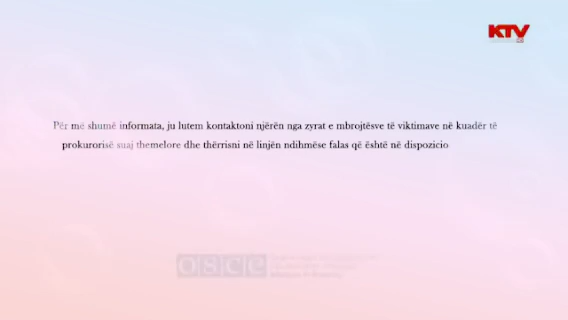 KTV
Për më shumë informata, ju lutem kontaktoni njërën nga zyrat e mbrojtësve të viktimave në kuadër të
prokurorisë suaj themelore dhe thërrisni në linjën ndihmëse falas që është në dispozicio
osce